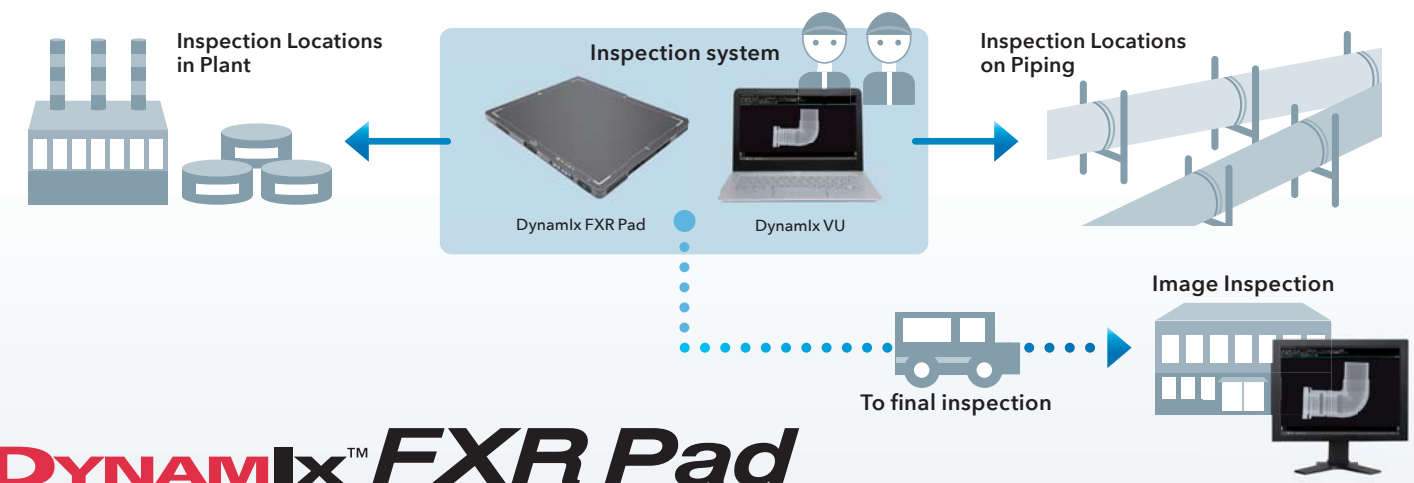 Inspection Locations
in Plant
Inspection system
DynamIx FXR Pad
DynamIx VU
Inspection Locations
on Piping
Image Inspection
To final inspection
DYNAMIx™ FXR Pad